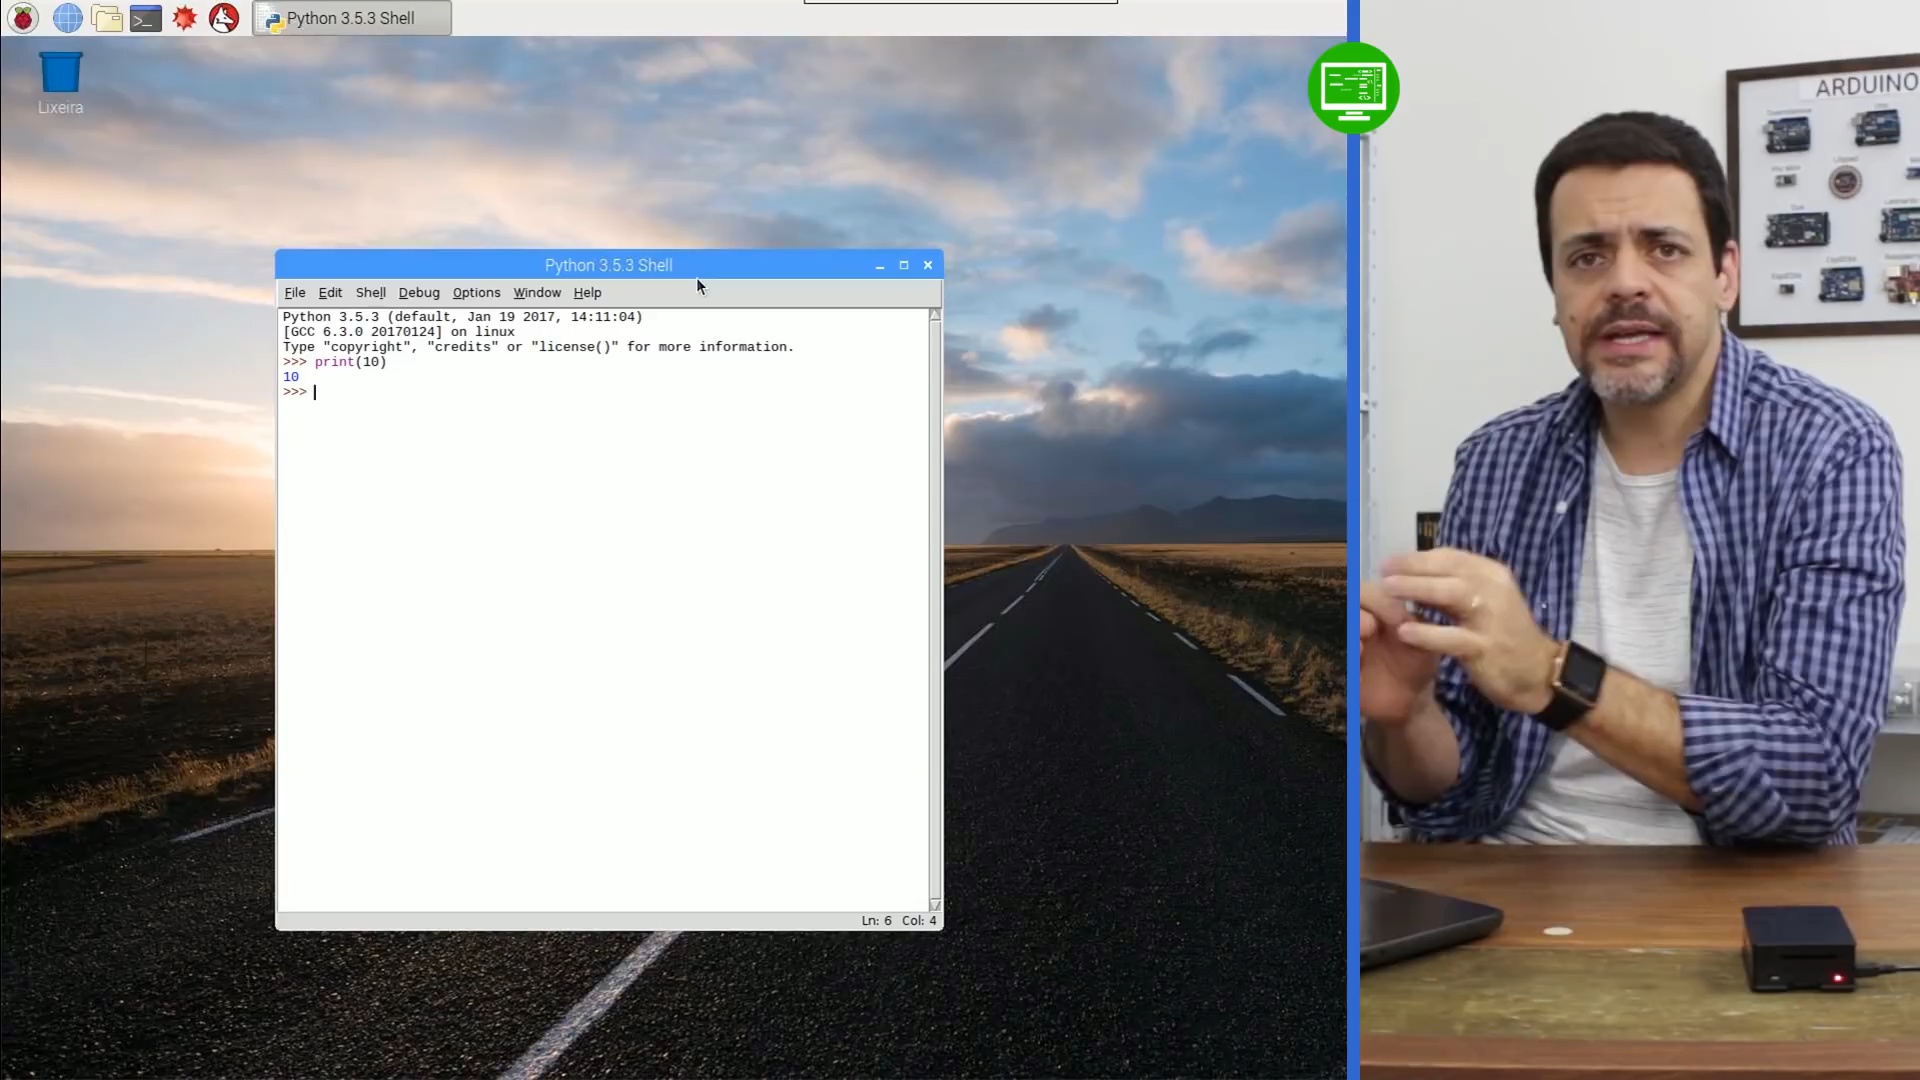 Python 3.5.3 Shell
Lixeira
Python 3.5.3 Shell
File Edit Shell Debug Options Window Help
Python 3.5.3 (default, Jan 19 2017, 14:11:04)
[GCC 6.3.0 20170124] on linux
Type "copyright", "credits" or "license()" for more information.
>>> print(10)
10
>>>
Ln: 6 Col: 4
ARDUINO